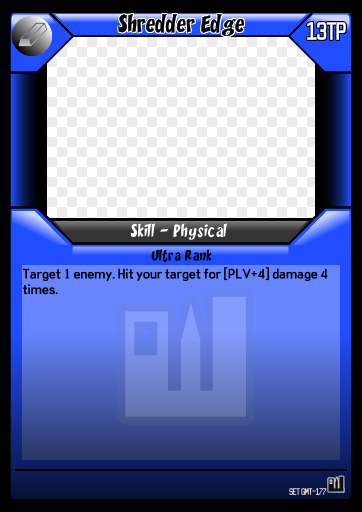 Shredder Edge
13TP
Skill - Physical
Ultra Rank
Target 1 enemy. Hit your target for [PLV+4] damage 4
times.
SET GMT-177